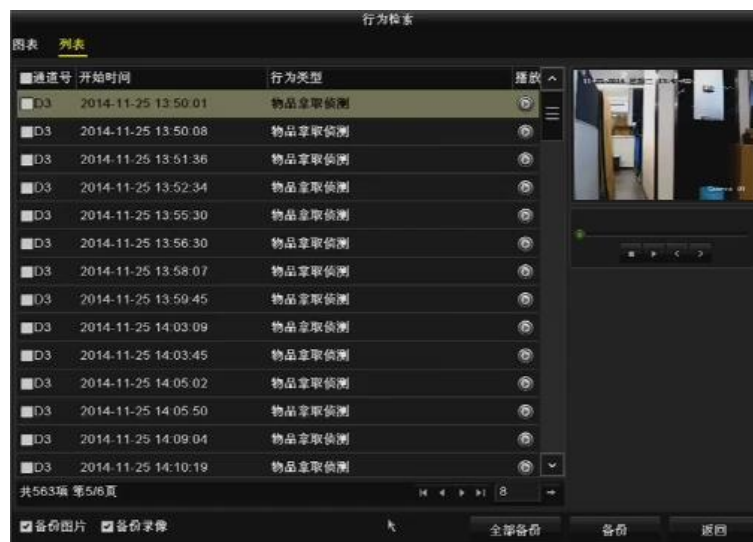 行为检索
图表 列表
通道号 开始时间 行为类型 播放
D3 2014-11-25 13:50:01 物品拿取侦测
D3 2014-11-25 13:50:08 物品拿取侦测
D3 2014-11-25 13:51:36 物品拿取侦测
D3 2014-11-25 13:52:34 物品拿取侦测
D3 2014-11-25 13:55:30 物品拿取侦测
D3 2014-11-25 13:56:30 物品拿取侦测
D3 2014-11-25 13:58:07 物品拿取侦测
D3 2014-11-25 13:59:45 物品拿取侦测
D3 2014-11-25 14:03:09 物品拿取侦测
D3 2014-11-25 14:03:45 物品拿取侦测
D3 2014-11-25 14:05:02 物品拿取侦测
D3 2014-11-25 14:05:50 物品拿取侦测
D3 2014-11-25 14:09:04 物品拿取侦测
D3 2014-11-25 14:10:19 物品拿取侦测
共563项 第5/6页 8
备份图片 备份录像 全部备份 备份 返回